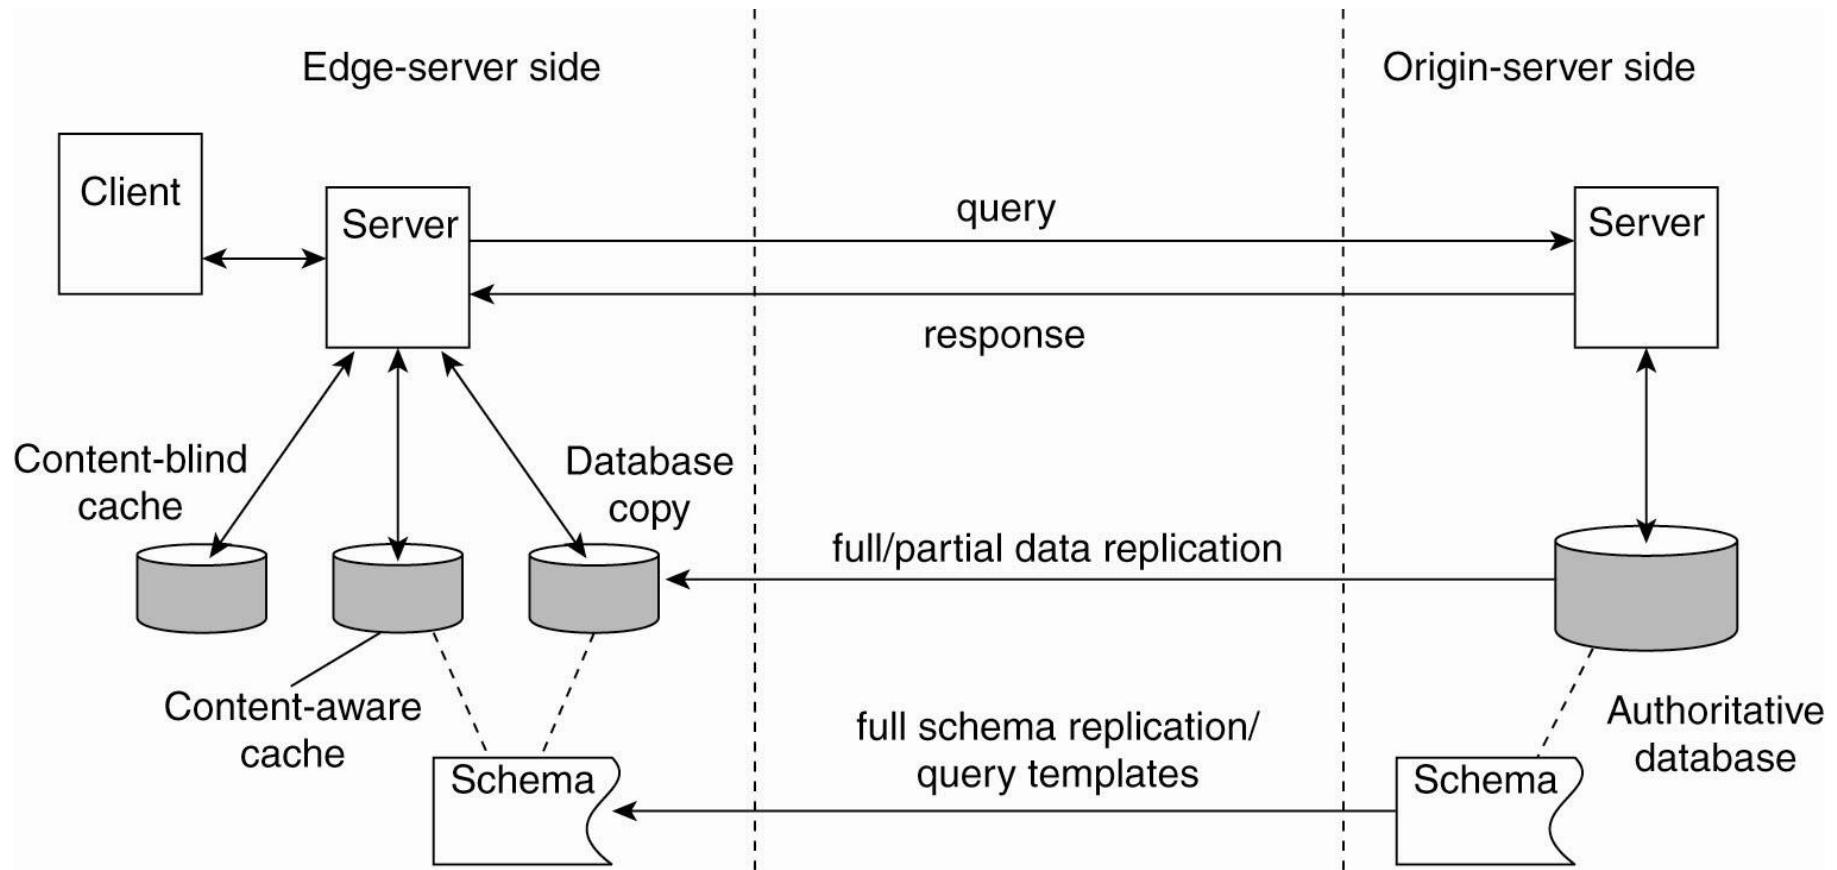 Edge-server side
Origin-server side
Client
Server
query
Server
response
Content-blind
cache
Database
copy
full/partial data replication
Content-aware
cache
full schema replication/
query templates
Authoritative
database
Schema
Schema